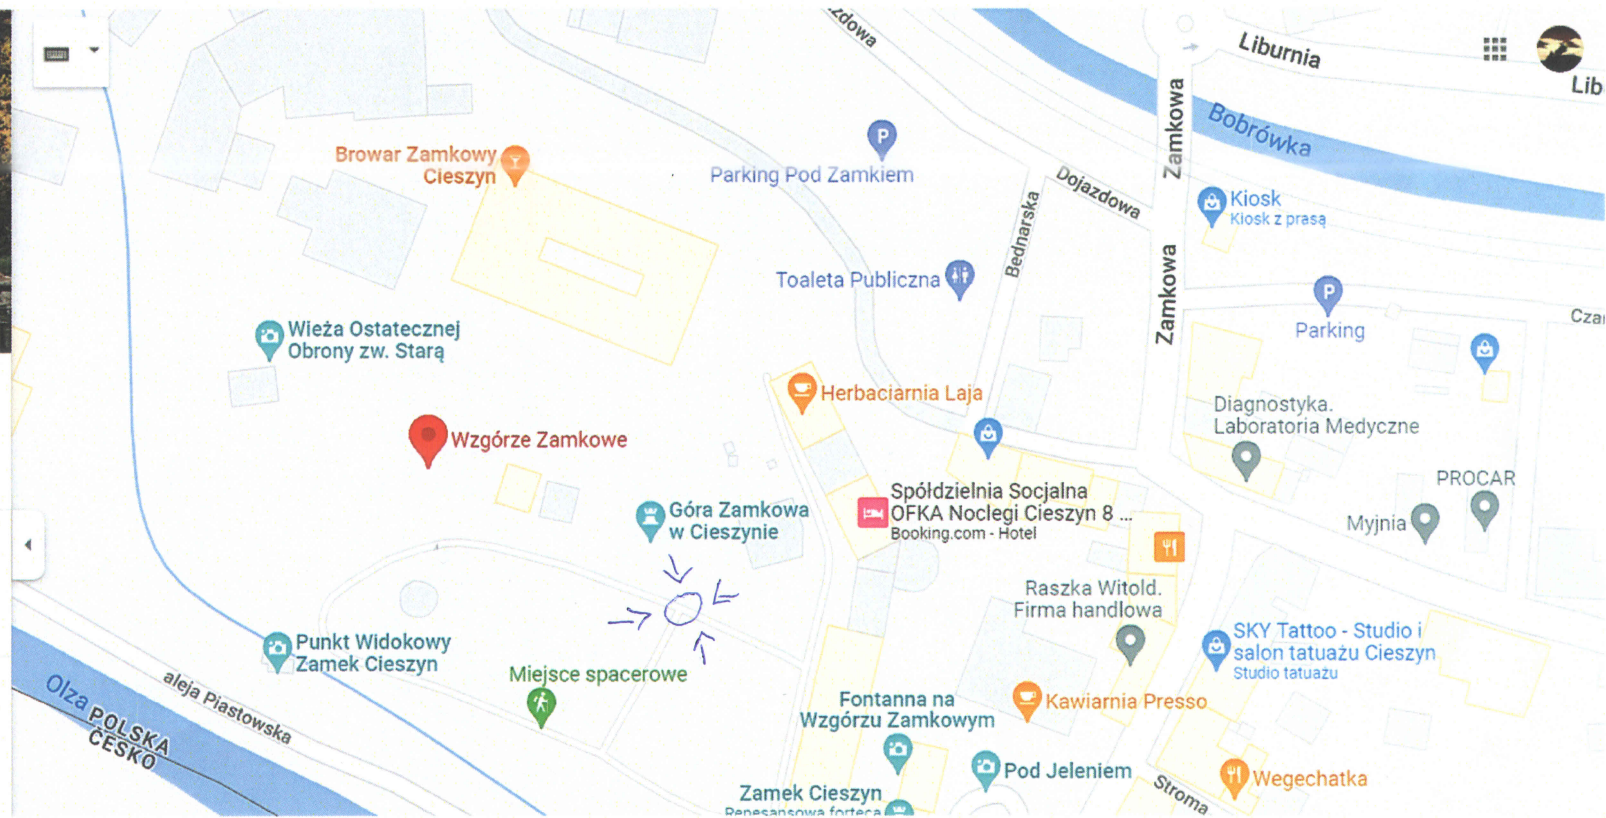 zdowa
Liburnia
Lib
Zamkowa
Bobrówka
Browar Zamkowy
Cieszyn
P
Parking Pod Zamkiem
Dojazdowa
Bednarska
Kiosk
Kiosk z prasą
Toaleta Publiczna
Zamkowa
P
Parking
Czar
Wieża Ostatecznej
Obrony zw. Starą
Herbaciarnia Laja
Diagnostyka.
Laboratoria Medyczne
Wzgórze Zamkowe
PROCAR
Spółdzielnia Socjalna
OFKA Noclegi Cieszyn 8 ...
Booking.com - Hotel
Góra Zamkowa
w Cieszynie
Myjnia
Raszka Witold.
Firma handlowa
Punkt Widokowy
Zamek Cieszyn
SKY Tattoo - Studio i
salon tatuażu Cieszyn
Studio tatuażu
Miejsce spacerowe
Olza
POLSKA
ČESKO
aleja Piastowska
Fontanna na
Wzgórzu Zamkowym
Kawiarnia Presso
Pod Jeleniem
Wegechatka
Stroma
Zamek Cieszyn
Renesansowa forteca